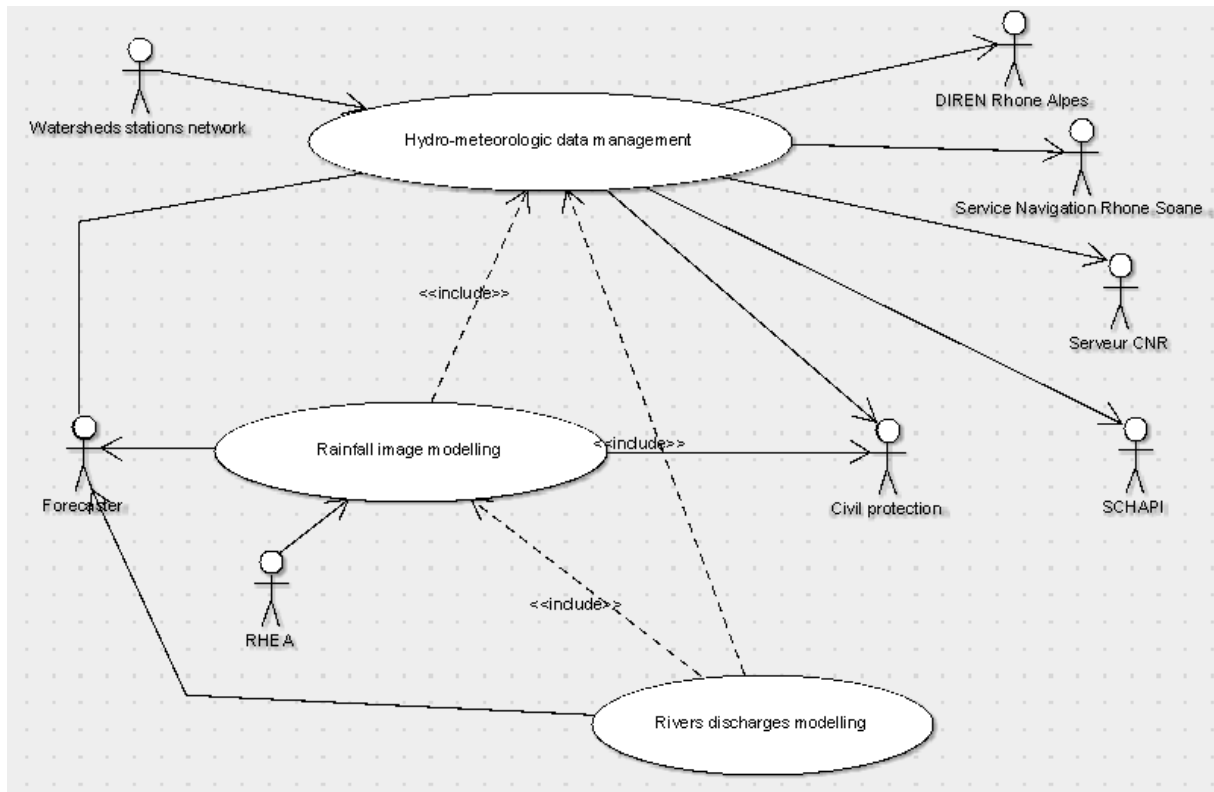 DIREN Rhone Alpes
Watersheds stations network
Hydro-meteorologic data management
Service Navigation Rhone Soane
<<include>>
Serveur CNR
Rainfall image modelling
<<include>>
Forecaster
Civil protection
SCHAPI
<<include>>
RHEA
Rivers discharges modelling